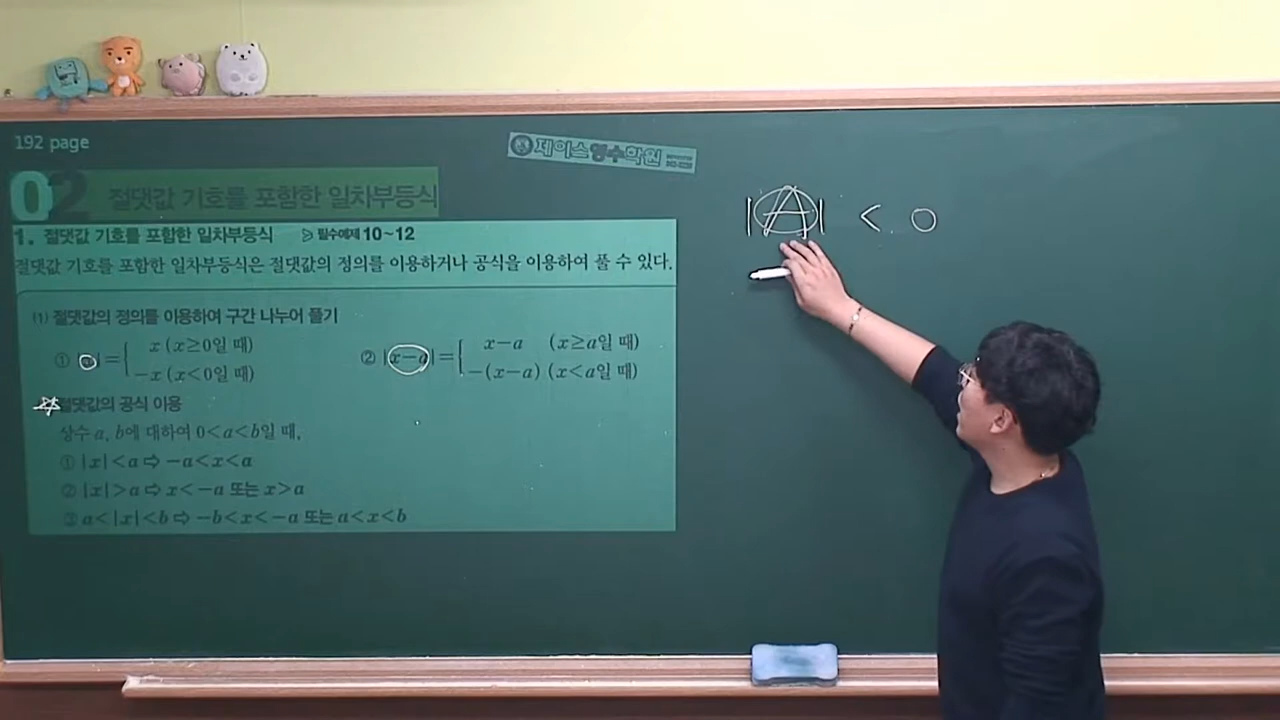 192 page
제이스영수학원
02 절댓값 기호를 포함한 일차부등식
1. 절댓값 기호를 포함한 일차부등식 필수예제 10~12
절댓값 기호를 포함한 일차부등식은 절댓값의 정의를 이용하거나 공식을 이용하여 풀 수 있다.
(1) 절댓값의 정의를 이용하여 구간 나누어 풀기
① |x|={ x (x≥0일 때)
-x (x<0일 때)
② |x-a|={ x-a (x≥a일 때)
-(x-a) (x<a일 때)
절댓값의 공식 이용
상수 a, b에 대하여 0<a<b일 때,
① |x|<a ⇨ -a<x<a
② |x|>a ⇨ x<-a 또는 x>a
③ a<|x|<b ⇨ -b<x<-a 또는 a<x<b
|A| < 0